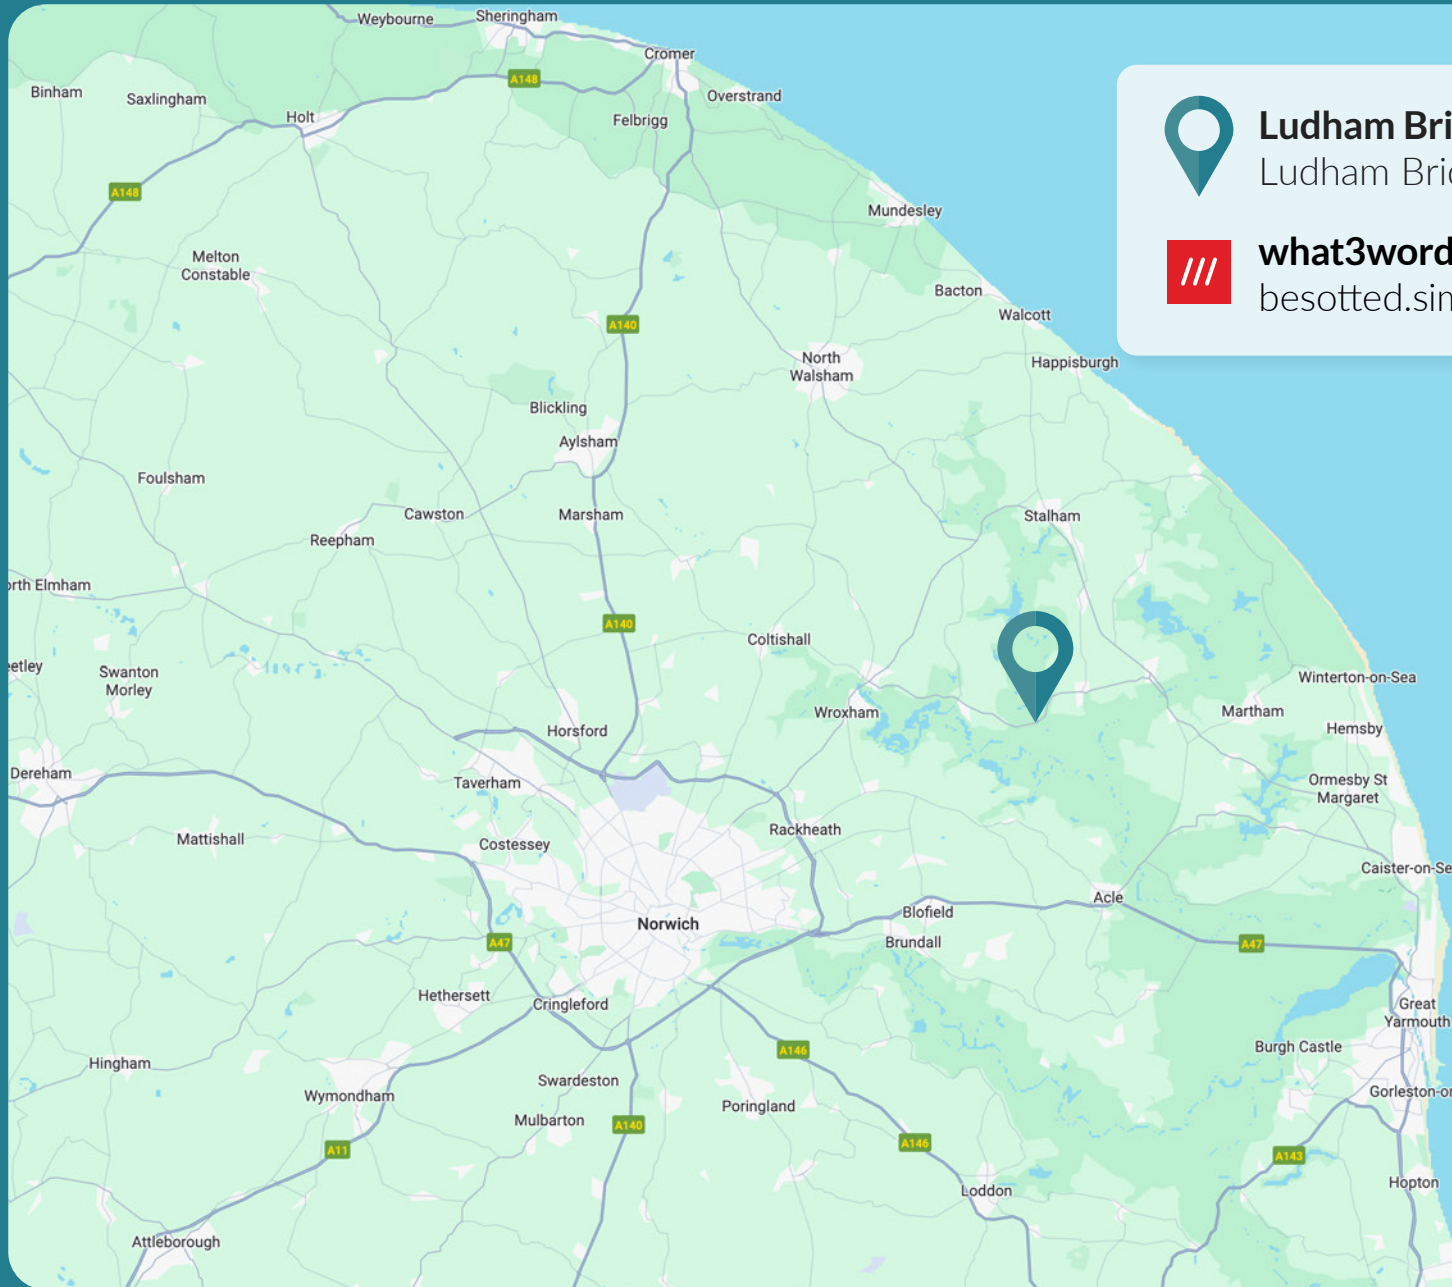 Weybourne
Sheringham
Cromer
A148
Binham
Saxlingham
Overstrand
Holt
Felbrigg
Ludham Bri
Ludham Bri
A148
Mundesley
what3word
besotted.sim
Melton
Constable
Bacton
Walcott
A140
North
Walsham
Happisburgh
Blickling
Aylsham
Foulsham
Cawston
Marsham
Stalham
Reepham
orth Elmham
A140
Coltishall
eetley
Swanton
Morley
Winterton-on-Sea
Wroxham
Martham
Horsford
Hemsby
Dereham
Taverham
Ormesby St
Margaret
Rackheath
Mattishall
Costessey
Caister-on-Se
Acle
Blofield
Norwich
A47
Brundall
A47
Hethersett
Cringleford
Great
Yarmouth
Burgh Castle
A146
Hingham
Swardeston
Wymondham
Poringland
Gorleston-on
Mulbarton
A140
A11
A146
A143
Loddon
Hopton
Attleborough